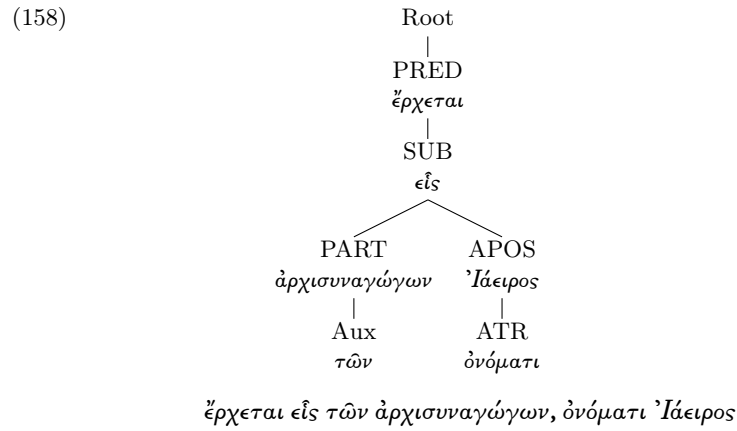 (158) Root
PRED
ἔρχεται
SUB
εἷς
PART APOS
ἀρχισυναγώγων Ἰάειρος
Aux ATR
τῶν ὀνόματι
ἔρχεται εἷς τῶν ἀρχισυναγώγων, ὀνόματι Ἰάειρος